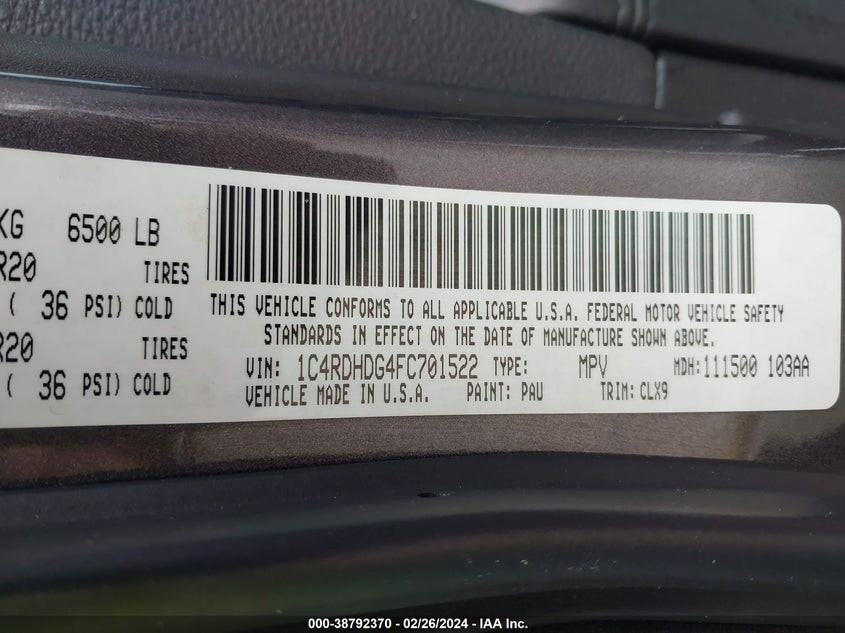 KG 6500 LB
R20 TIRES
( 36 PSI) COLD
R20 TIRES
( 36 PSI) COLD
THIS VEHICLE CONFORMS TO ALL APPLICABLE U.S.A. FEDERAL MOTOR VEHICLE SAFETY
STANDARDS IN EFFECT ON THE DATE OF MANUFACTURE SHOWN ABOVE.
VIN: 1C4RDHDG4FC701522 TYPE: MPV MDH: 111500 103AA
VEHICLE MADE IN U.S.A. PAINT: PAU TRIM: CLX9
000-38792370 - 02/26/2024 - IAA Inc.